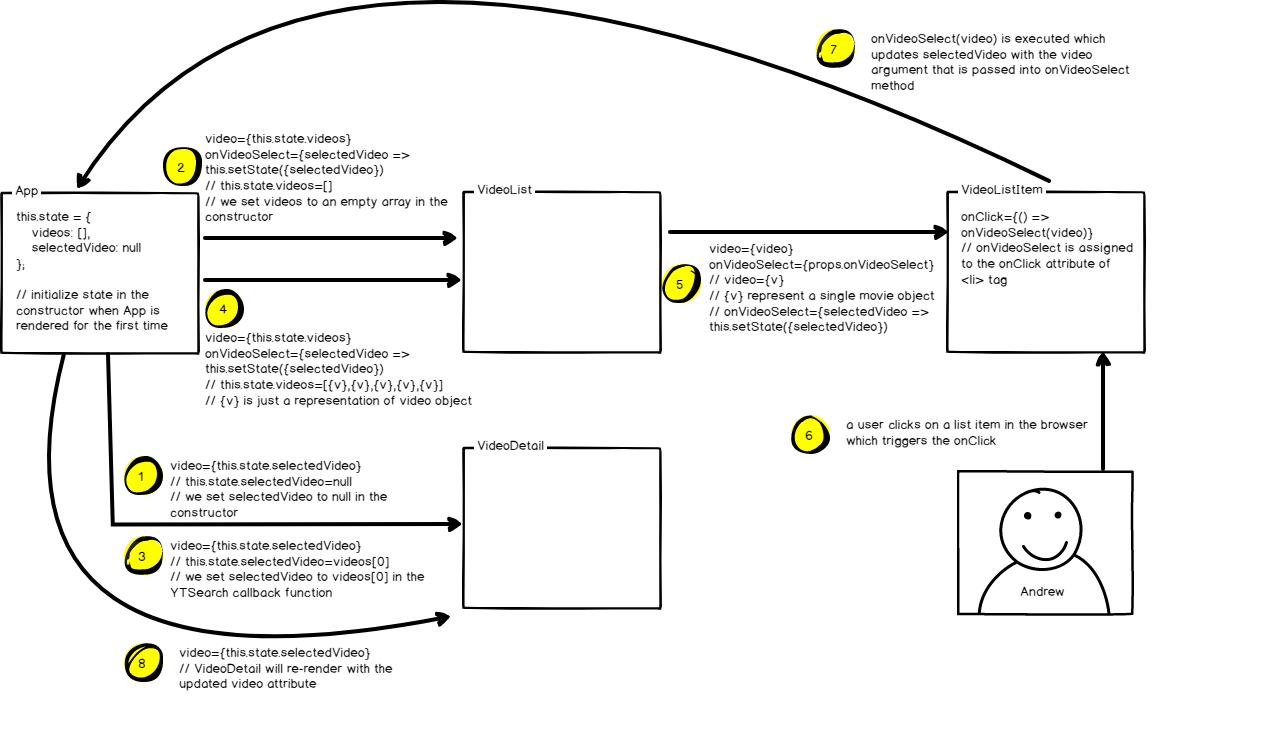 7
onVideoSelect(video) is executed which
updates selectedVideo with the video
argument that is passed into onVideoSelect
method
2
video={this.state.videos}
onVideoSelect={selectedVideo =>
this.setState({selectedVideo})
// this.state.videos=[]
// we set videos to an empty array in the
constructor
App
this.state = {
videos: [],
selectedVideo: null
};
// initialize state in the
constructor when App is
rendered for the first time
VideoList
VideoListItem
onClick={() =>
onVideoSelect(video)}
// onVideoSelect is assigned
to the onClick attribute of
<li> tag
5
video={video}
onVideoSelect={props.onVideoSelect}
// video={v}
// {v} represent a single movie object
// onVideoSelect={selectedVideo =>
this.setState({selectedVideo})
4
video={this.state.videos}
onVideoSelect={selectedVideo =>
this.setState({selectedVideo})
// this.state.videos=[{v},{v},{v},{v},{v}]
// {v} is just a representation of video object
6
a user clicks on a list item in the browser
which triggers the onClick
VideoDetail
1
video={this.state.selectedVideo}
// this.state.selectedVideo=null
// we set selectedVideo to null in the
constructor
3
video={this.state.selectedVideo}
// this.state.selectedVideo=videos[0]
// we set selectedVideo to videos[0] in the
YTSearch callback function
Andrew
8
video={this.state.selectedVideo}
// VideoDetail will re-render with the
updated video attribute